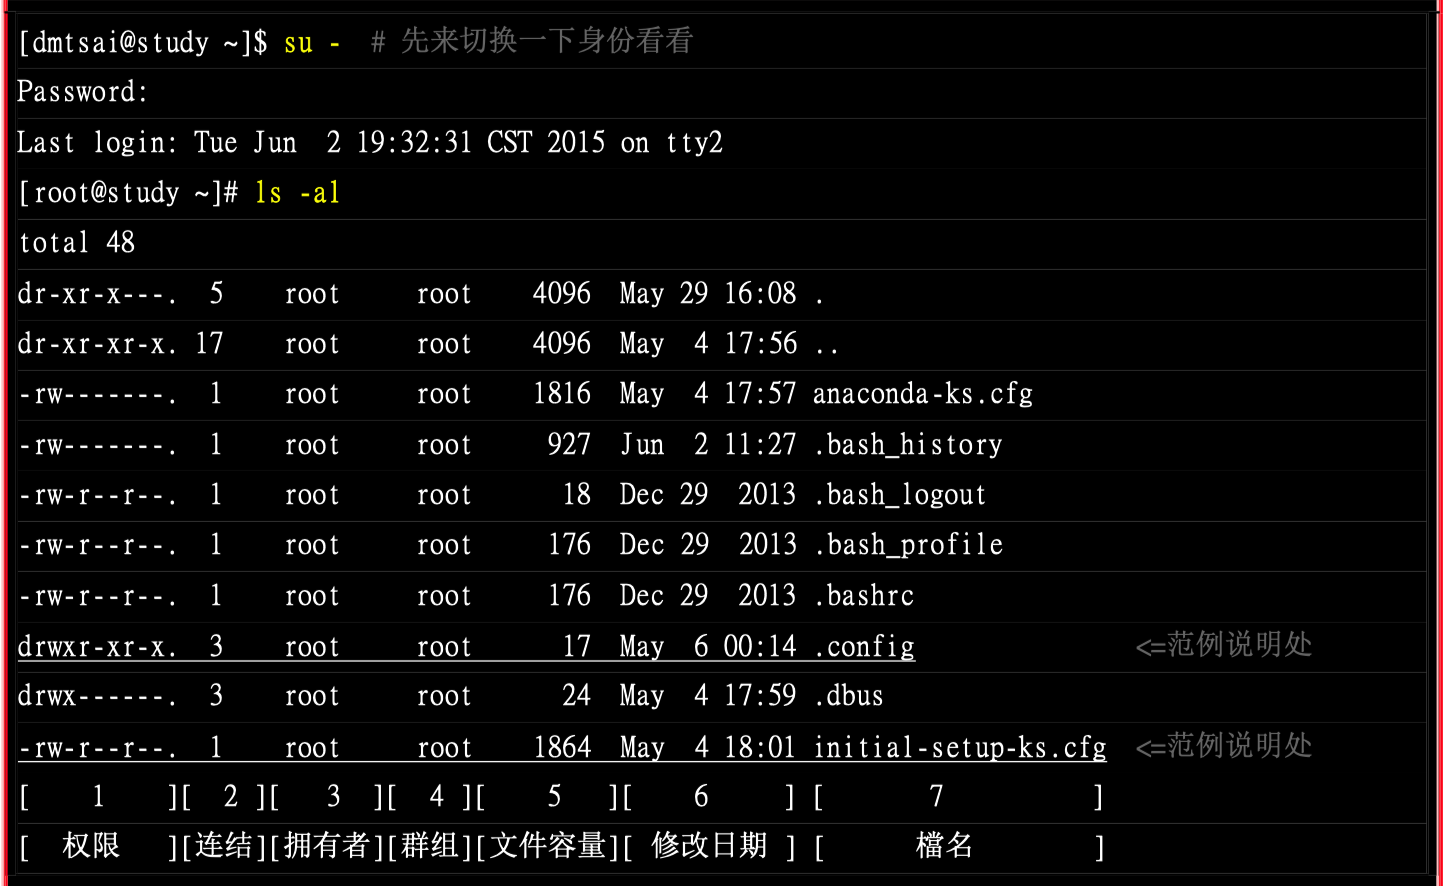 [dmtsai@study ~]$ su -  # 先来切换一下身份看看
Password:
Last login: Tue Jun  2 19:32:31 CST 2015 on tty2
[root@study ~]# ls -al
total 48
dr-xr-x---.  5    root     root    4096  May 29 16:08 .
dr-xr-xr-x. 17    root     root    4096  May  4 17:56 ..
-rw-------.  1    root     root    1816  May  4 17:57 anaconda-ks.cfg
-rw-------.  1    root     root     927  Jun  2 11:27 .bash_history
-rw-r--r--.  1    root     root      18  Dec 29  2013 .bash_logout
-rw-r--r--.  1    root     root     176  Dec 29  2013 .bash_profile
-rw-r--r--.  1    root     root     176  Dec 29  2013 .bashrc
drwxr-xr-x.  3    root     root      17  May  6 00:14 .config               <=范例说明处
drwx------.  3    root     root      24  May  4 17:59 .dbus
-rw-r--r--.  1    root     root    1864  May  4 18:01 initial-setup-ks.cfg  <=范例说明处
[    1    ][  2 ][   3  ][  4 ][    5   ][    6     ] [       7          ]
[  权限   ][连结][拥有者][群组][文件容量][ 修改日期 ] [      檔名        ]